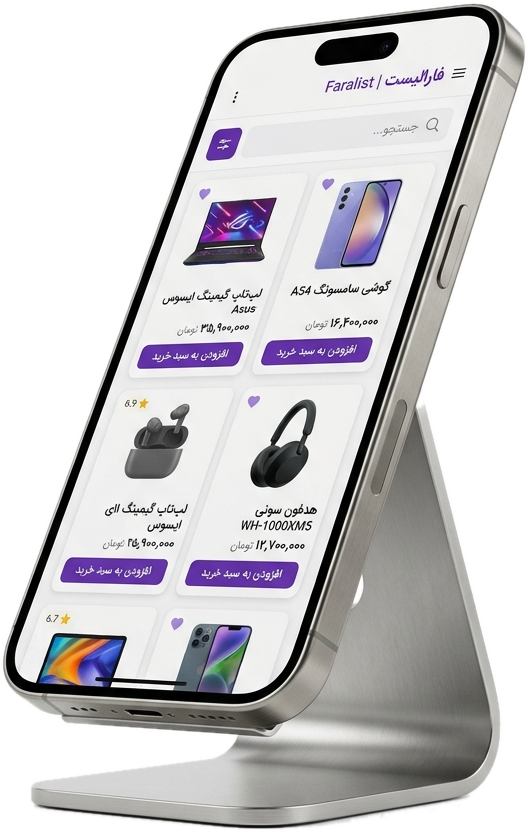 فارالیست | Faralist
جستجو...
گوشی سامسونگ A54
۱۶,۴۰۰,۰۰۰ تومان
افزودن به سبد خرید
لپ‌تاپ گیمینگ ایسوس
Asus
۳۵,۹۰۰,۰۰۰ تومان
افزودن به سبد خرید
هدفون سونی
WH-1000XM5
۱۲,۷۰۰,۰۰۰ تومان
افزودن به سبد خرید
6.9
لپ‌تاپ گیمینگ
ایسوس
۳۵,۹۰۰,۰۰۰ تومان
افزودن به سبد خرید
6.7